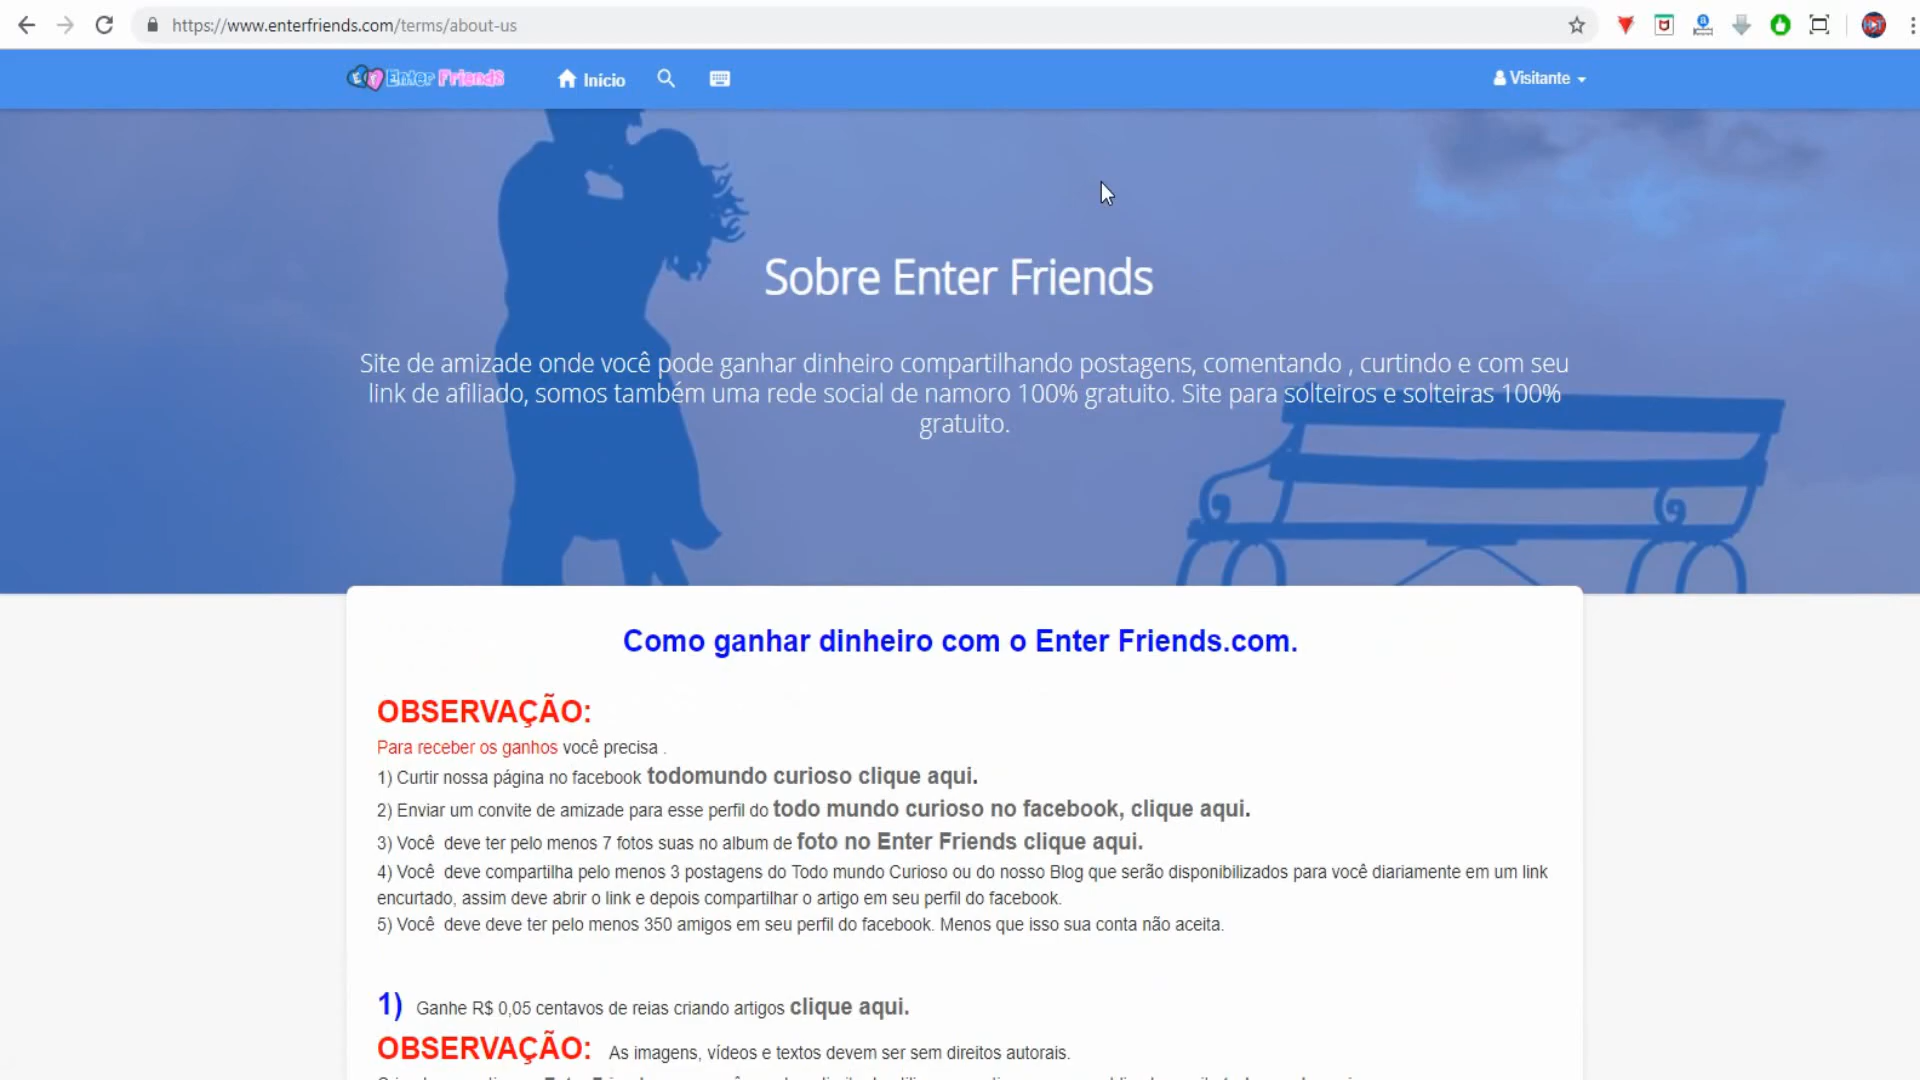 https://www.enterfriends.com/terms/about-us
Enter Friends Início Visitante
Sobre Enter Friends
Site de amizade onde você pode ganhar dinheiro compartilhando postagens, comentando , curtindo e com seu
link de afiliado, somos também uma rede social de namoro 100% gratuito. Site para solteiros e solteiras 100%
gratuito.
Como ganhar dinheiro com o Enter Friends.com.
OBSERVAÇÃO:
Para receber os ganhos você precisa .
1) Curtir nossa página no facebook todomundo curioso clique aqui.
2) Enviar um convite de amizade para esse perfil do todo mundo curioso no facebook, clique aqui.
3) Você deve ter pelo menos 7 fotos suas no album de foto no Enter Friends clique aqui.
4) Você deve compartilha pelo menos 3 postagens do Todo mundo Curioso ou do nosso Blog que serão disponibilizados para você diariamente em um link
encurtado, assim deve abrir o link e depois compartilhar o artigo em seu perfil do facebook.
5) Você deve deve ter pelo menos 350 amigos em seu perfil do facebook. Menos que isso sua conta não aceita.
1) Ganhe R$ 0,05 centavos de reias criando artigos clique aqui.
OBSERVAÇÃO: As imagens, vídeos e textos devem ser sem direitos autorais.